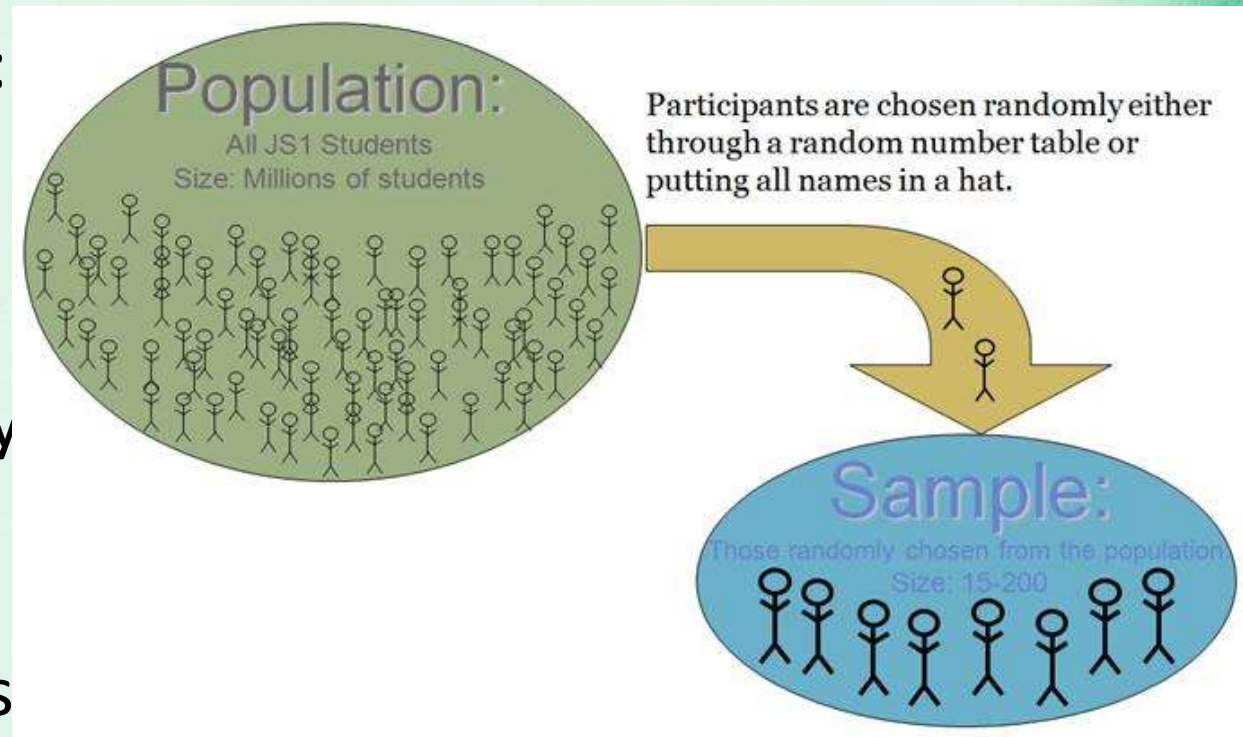 :
Population:
All JS1 Students
Size: Millions of students
Participants are chosen randomly either
through a random number table or
putting all names in a hat.
y
Sample:
Those randomly chosen from the population.
Size: 15-200
s